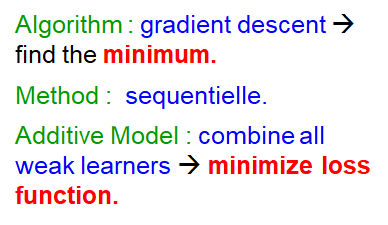 Algorithm : gradient descent →
find the minimum.
Method :  sequentielle.
Additive Model : combine all
weak learners → minimize loss
function.